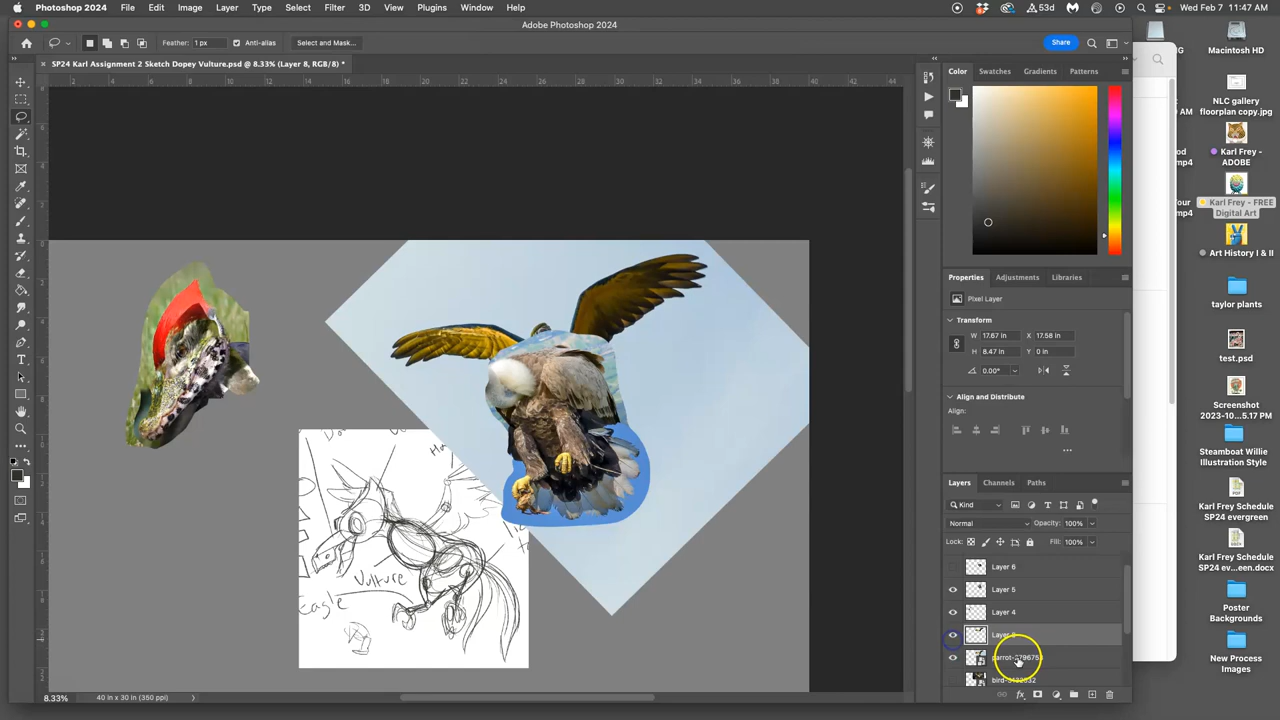 Photoshop 2024 File Edit Image Layer Type Select Filter 3D View Plugins Window Help 53d Wed Feb 7 11:47 AM
Adobe Photoshop 2024
Feather: 1 px Anti-alias Select and Mask... Share
SP24 Karl Assignment 2 Sketch Dopey Vulture.psd @ 8.33% (Layer 8, RGB/8) *
Color Swatches Gradients Patterns
Properties Adjustments Libraries
Pixel Layer
Transform
W: 17.67 in X: 17.58 in
H: 8.47 in Y: 0 in
0.00°
Align and Distribute
Align:
Layers Channels Paths
Kind
Normal Opacity: 100%
Lock: Fill: 100%
Layer 6
Layer 5
Layer 4
8.33% 40 in x 30 in (72 ppi)
Vulture
Eagle
Macintosh HD
NLC gallery
floorplan copy.jpg
Karl Frey -
ADOBE
Karl Frey - FREE
Digital Art
Art History I & II
taylor plants
test.psd
Screenshot
2023-10...5.17 PM
Steamboat Willie
Illustration Style
Karl Frey Schedule
SP24 evergreen
Karl Frey Schedule
SP24 ev...een.docx
Poster
Backgrounds
New Process
Images